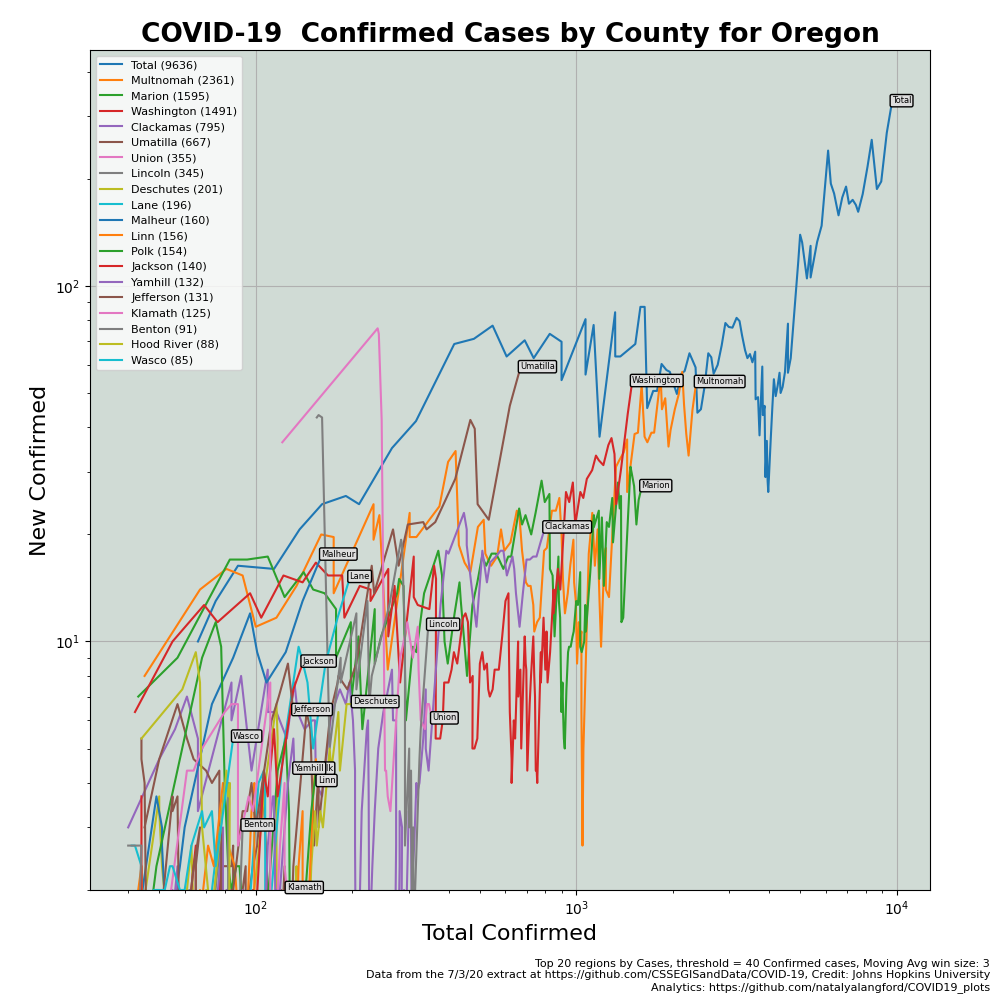 COVID-19  Confirmed Cases by County for Oregon
Total (9636)
Multnomah (2361)
Marion (1595)
Washington (1491)
Clackamas (795)
Umatilla (667)
Union (355)
Lincoln (345)
Deschutes (201)
Lane (196)
Malheur (160)
Linn (156)
Polk (154)
Jackson (140)
Yamhill (132)
Jefferson (131)
Klamath (125)
Benton (91)
Hood River (88)
Wasco (85)
Total
Umatilla
Washington
Multnomah
Marion
Clackamas
Malheur
Lane
Lincoln
Jackson
Deschutes
Jefferson
Union
Wasco
Yamhill
Linn
Benton
Klamath
New Confirmed
10²
10¹
10²
10³
10⁴
Total Confirmed
Top 20 regions by Cases, threshold = 40 Confirmed cases, Moving Avg win size: 3
Data from the 7/3/20 extract at https://github.com/CSSEGISandData/COVID-19, Credit: Johns Hopkins University
Analytics: https://github.com/natalyalangford/COVID19_plots